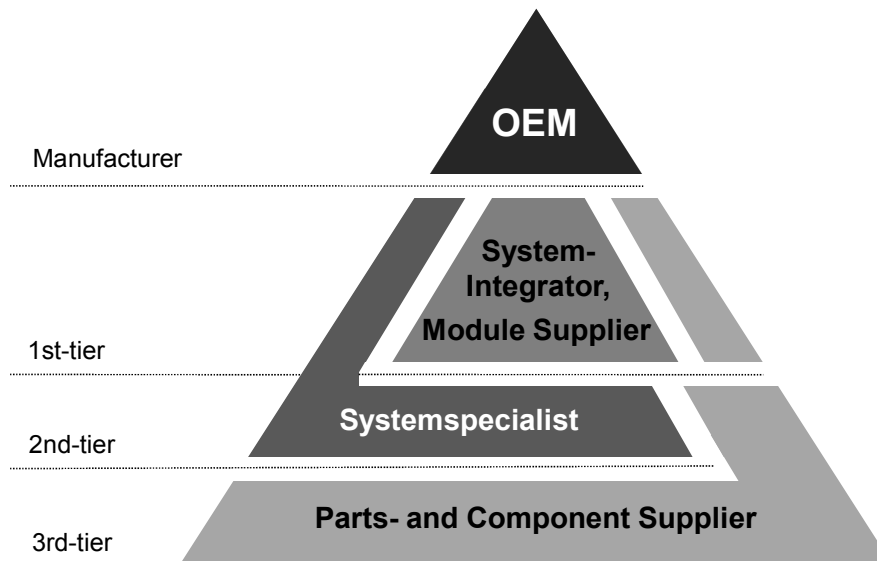 OEM
Manufacturer
System-
Integrator,
Module Supplier
1st-tier
Systemspecialist
2nd-tier
Parts- and Component Supplier
3rd-tier